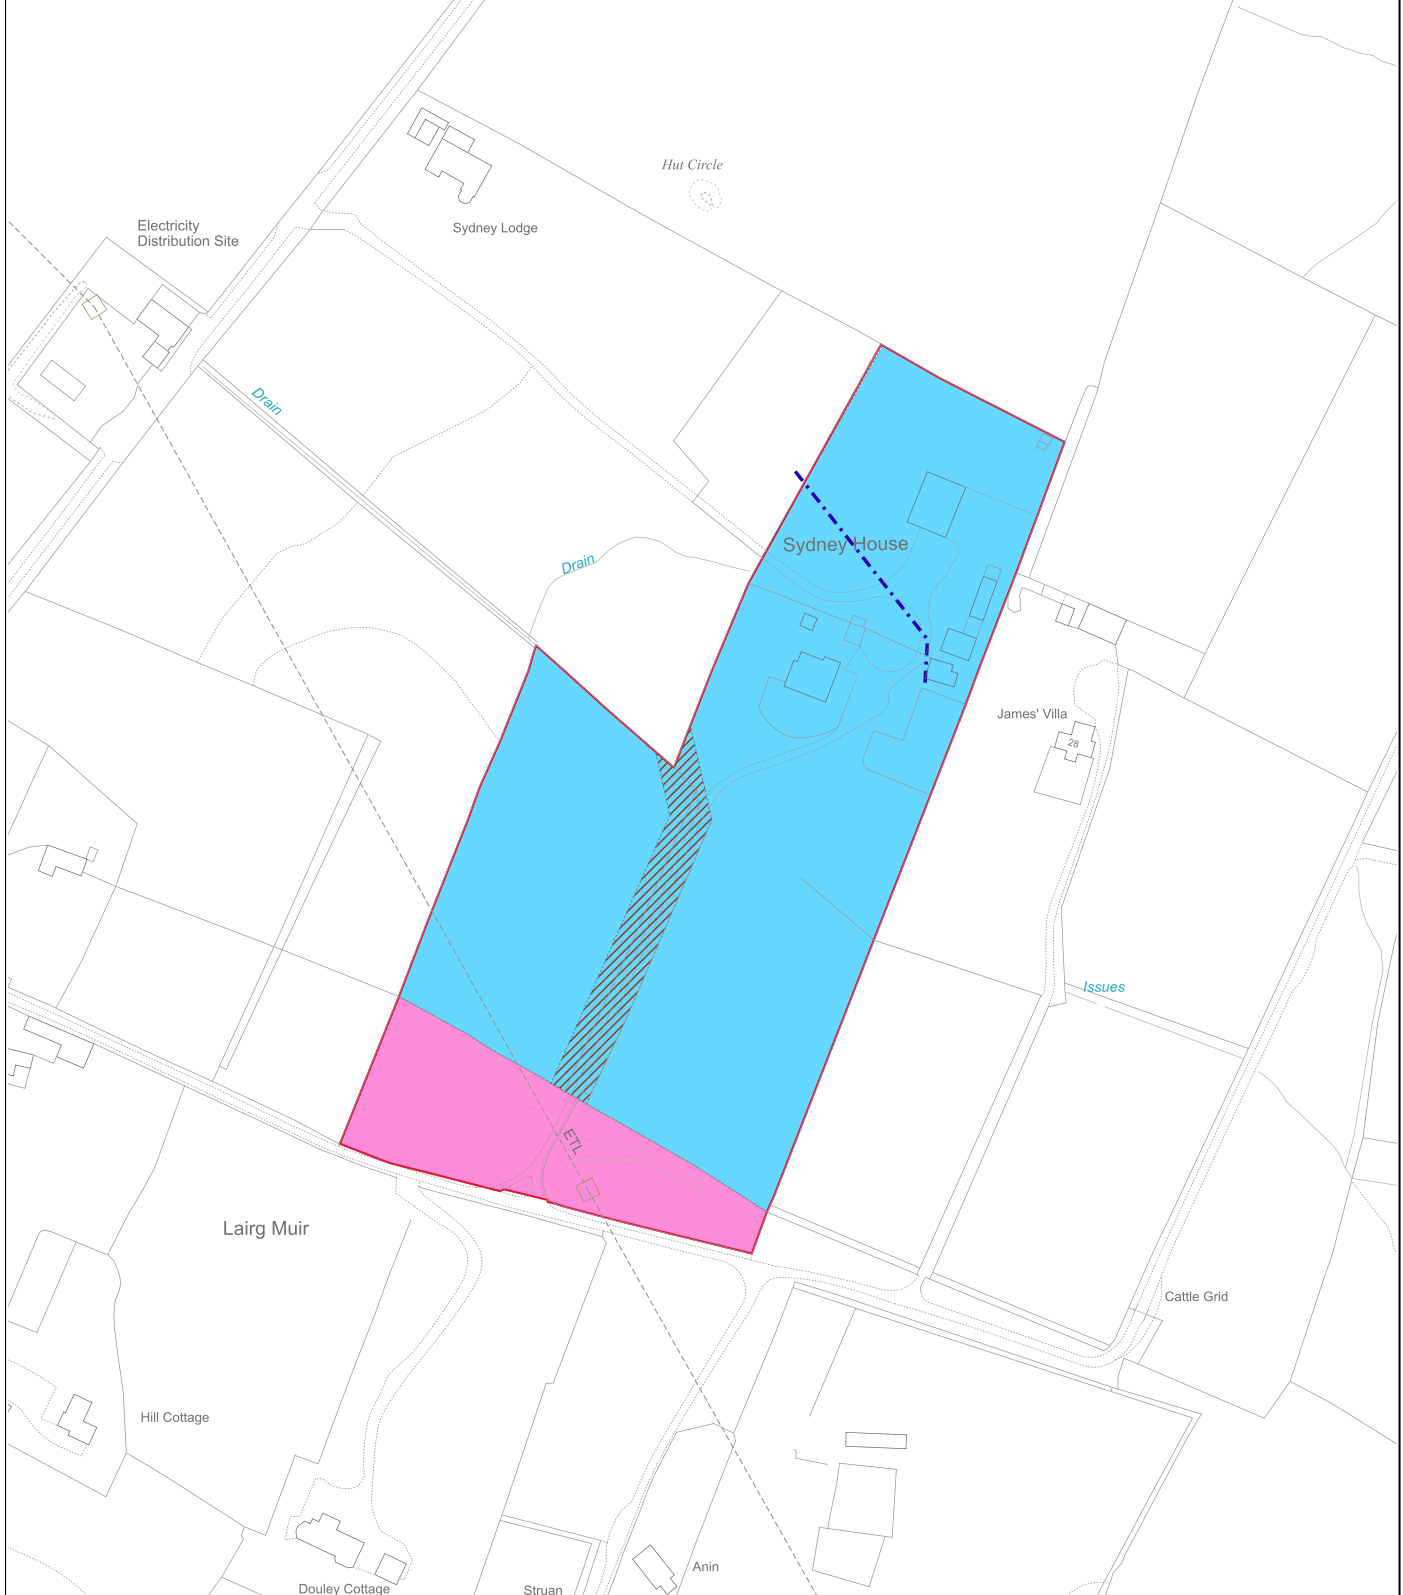 Hut Circle
Electricity
Distribution Site
Sydney Lodge
Drain
Sydney House
Drain
James' Villa
28
Issues
ETL
Lairg Muir
Cattle Grid
Hill Cottage
Anin
Douley Cottage
Struan